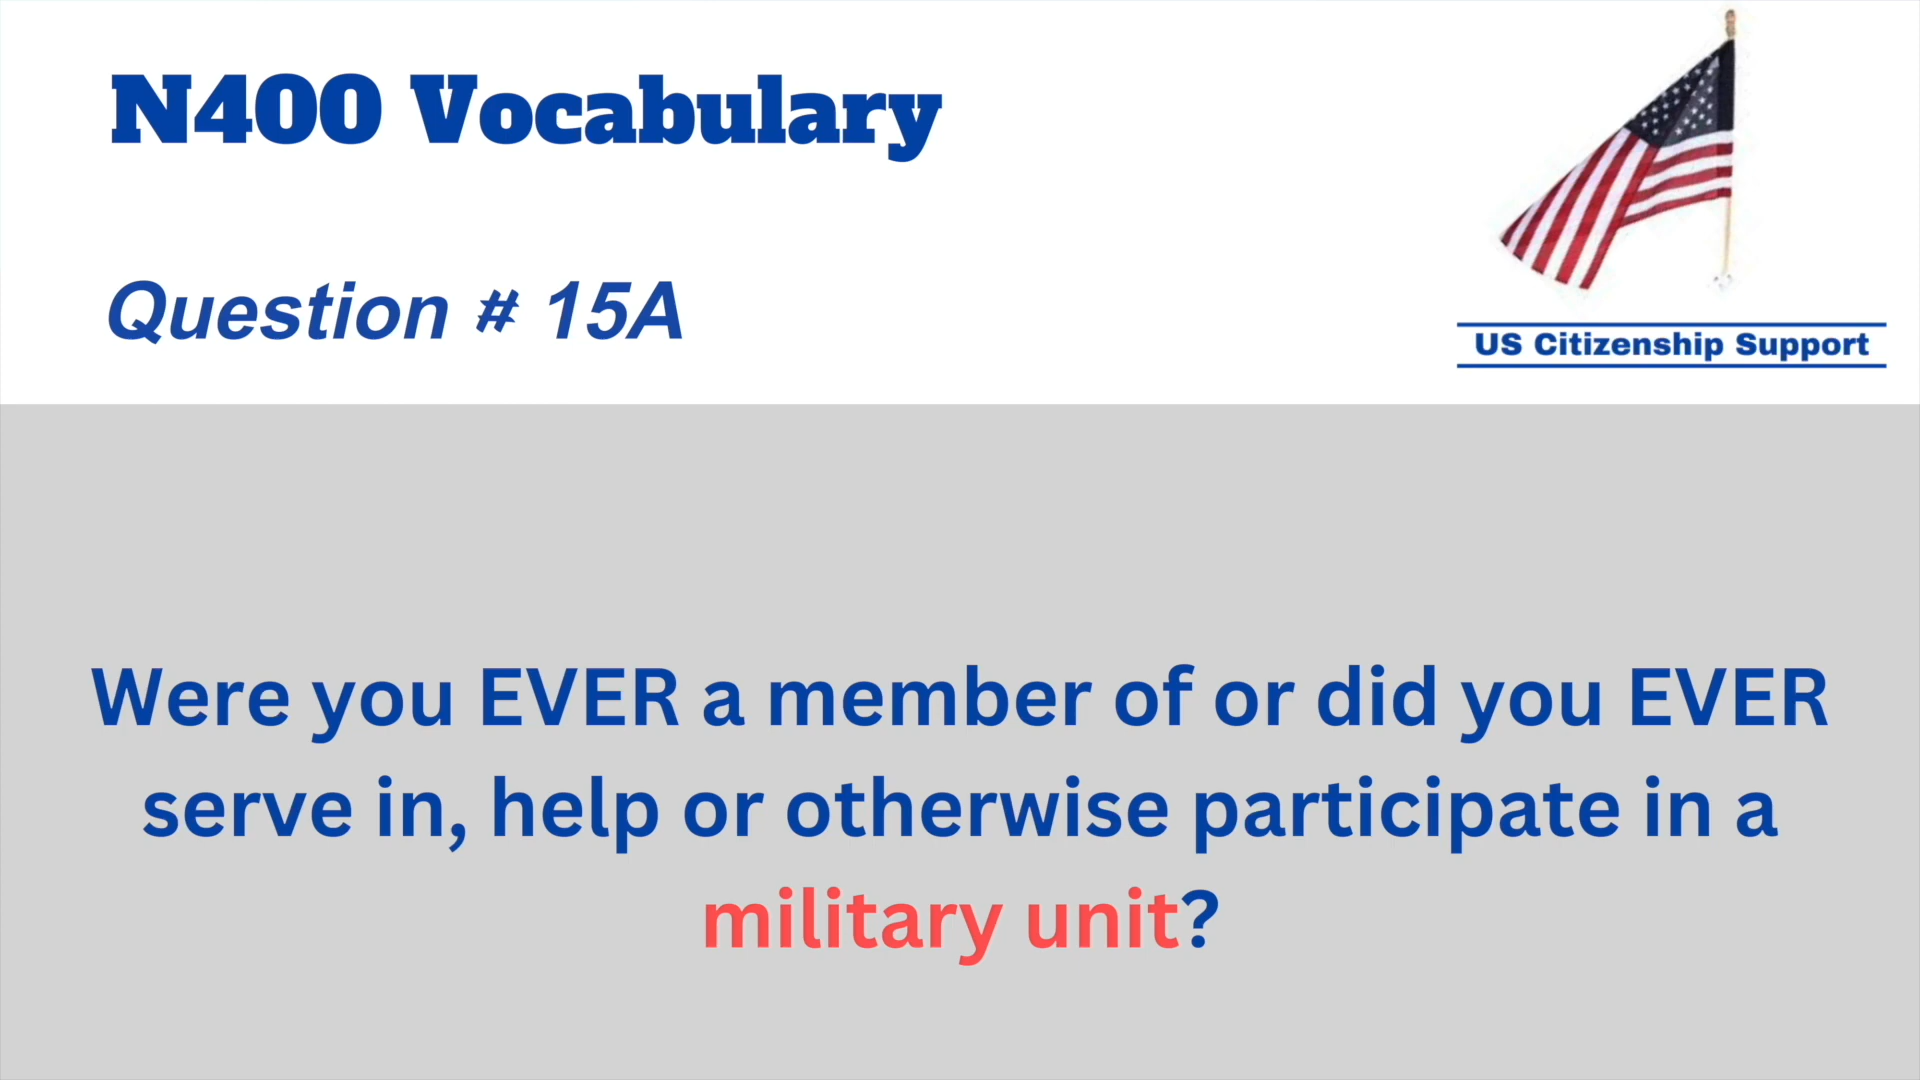 N400 Vocabulary
Question # 15A
US Citizenship Support
Were you EVER a member of or did you EVER
serve in, help or otherwise participate in a
military unit?